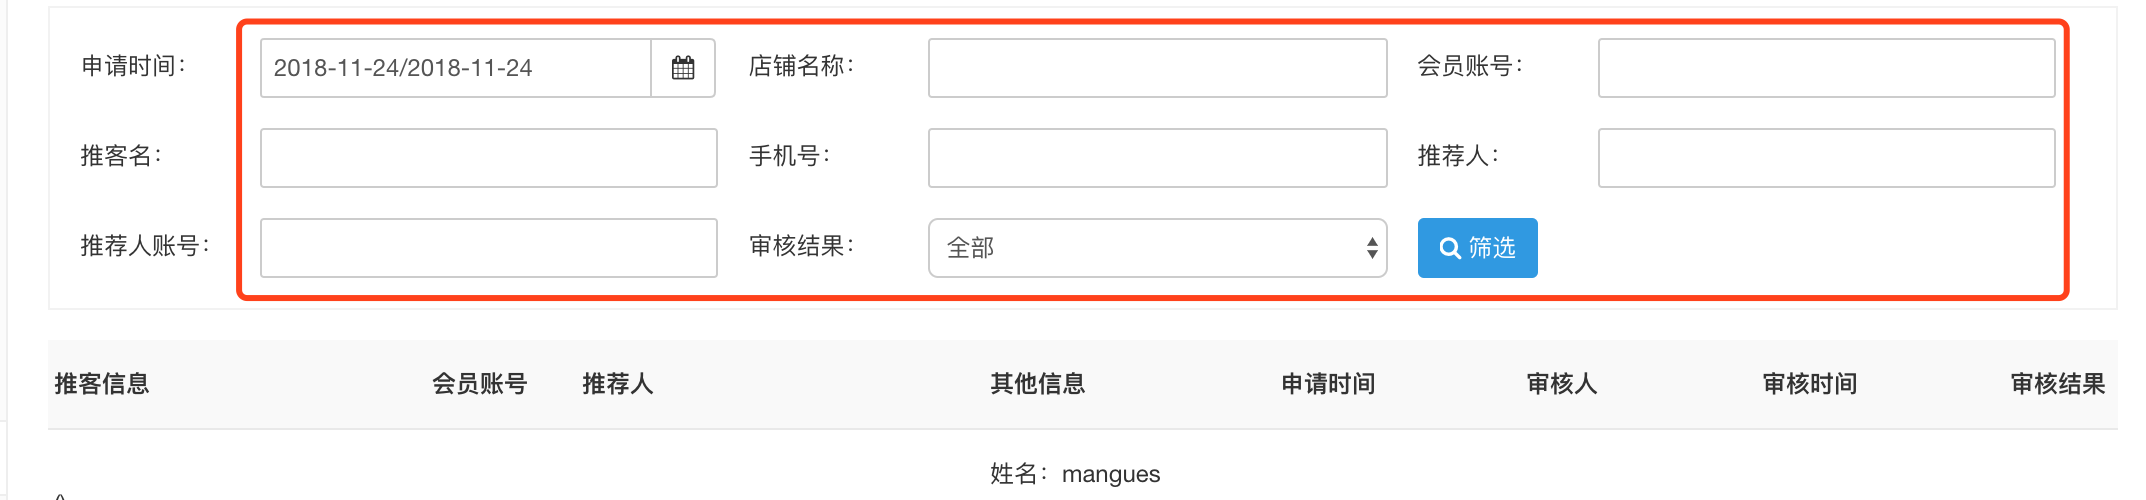 申请时间： 2018-11-24/2018-11-24 店铺名称： 会员账号：
推客名： 手机号： 推荐人：
推荐人账号： 审核结果： 全部 筛选
推客信息 会员账号 推荐人 其他信息 申请时间 审核人 审核时间 审核结果
姓名：mangues